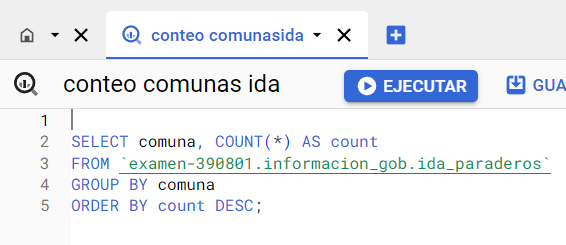 conteo comunasida
conteo comunas ida
EJECUTAR
GUA
1
2 SELECT comuna, COUNT(*) AS count
3 FROM `examen-390801.informacion_gob.ida_paraderos`
4 GROUP BY comuna
5 ORDER BY count DESC;